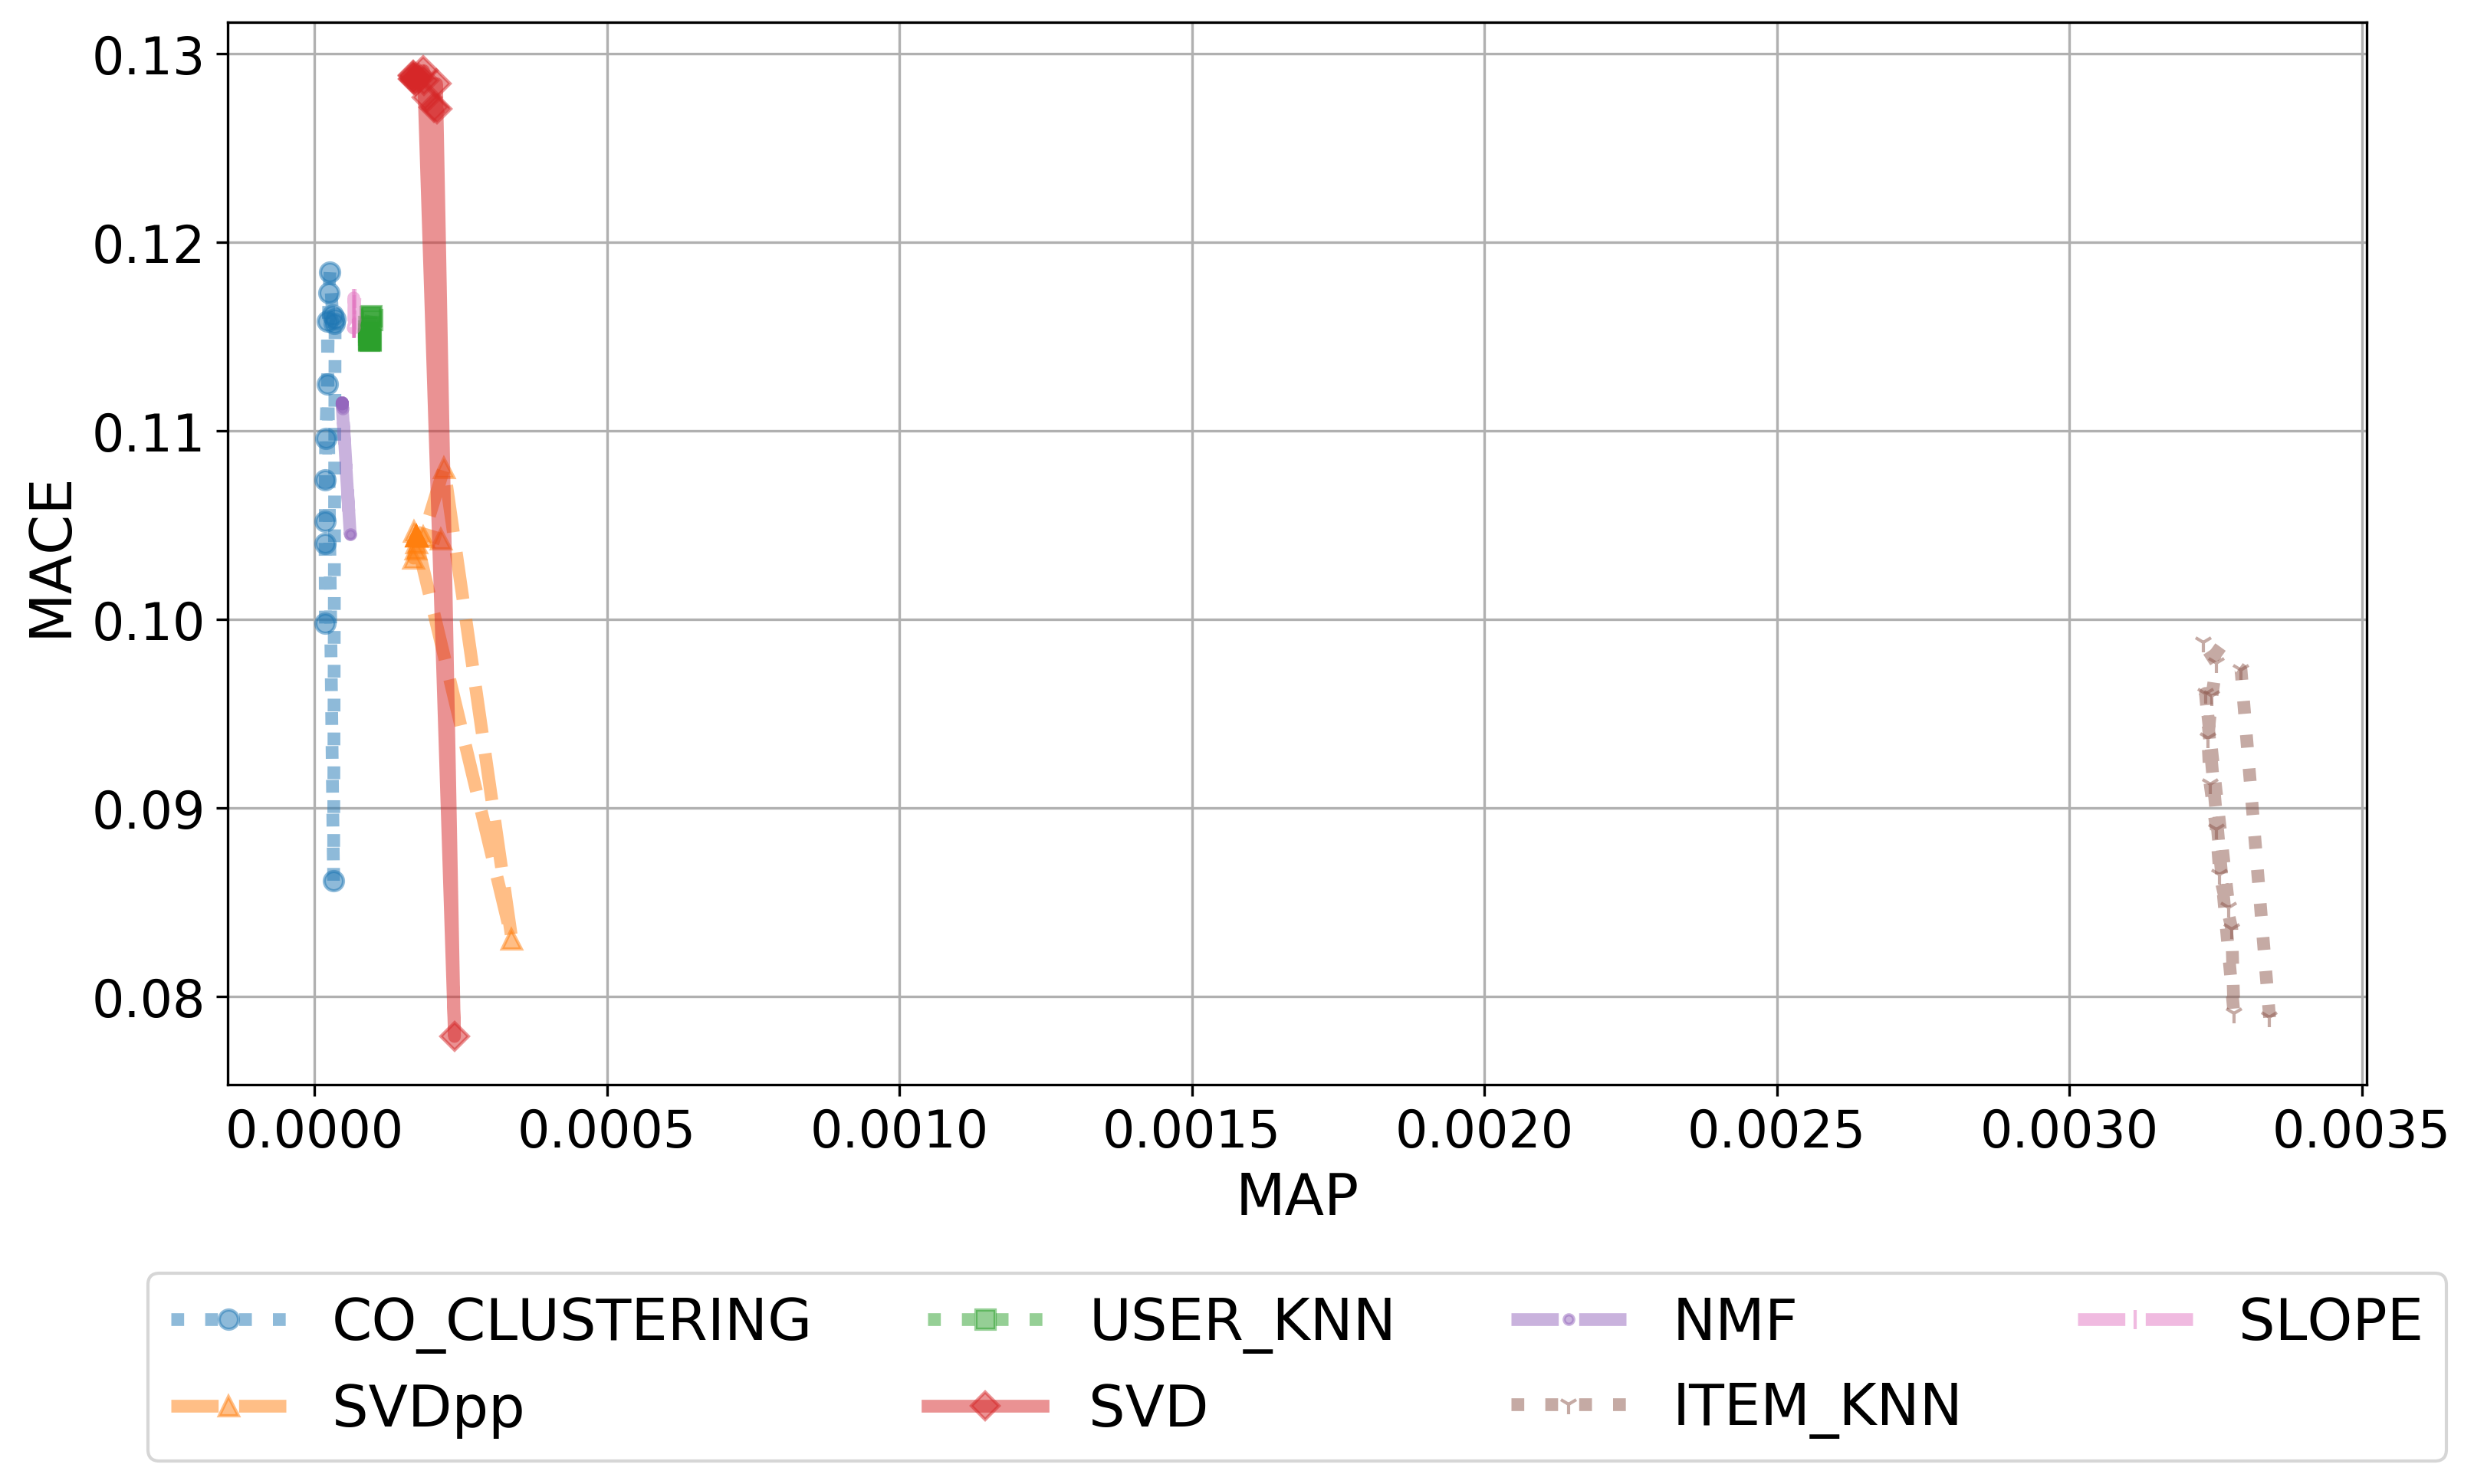 0.13
0.12
0.11
0.10
0.09
0.08
MACE
0.0000 0.0005 0.0010 0.0015 0.0020 0.0025 0.0030 0.0035
MAP
CO_CLUSTERING USER_KNN NMF SLOPE
SVDpp SVD ITEM_KNN